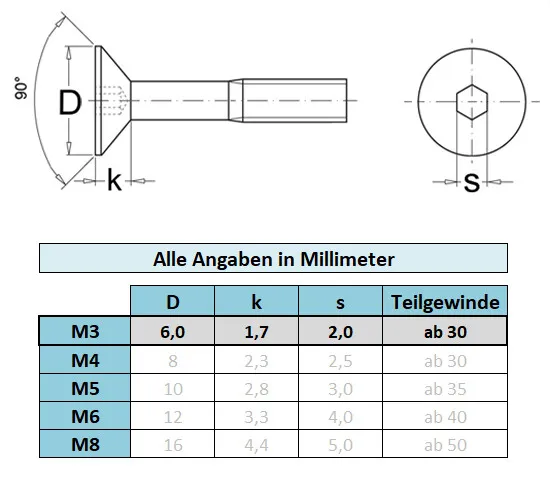 90°
D
k
s
Alle Angaben in Millimeter
D k s Teilgewinde
M3 6,0 1,7 2,0 ab 30
M4 8 2,3 2,5 ab 30
M5 10 2,8 3,0 ab 35
M6 12 3,3 4,0 ab 40
M8 16 4,4 5,0 ab 50